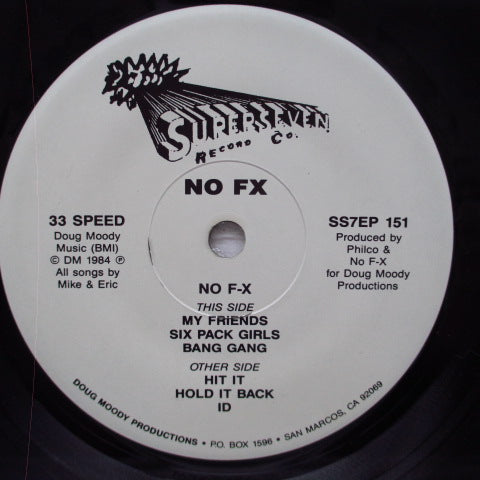 SUPERSEVEN
RECORD CO.
NO FX
33 SPEED
Doug Moody
Music (BMI)
© DM 1984 ℗
All songs by
Mike & Eric
SS7EP 151
Produced by
Philco &
No F-X
for Doug Moody
Productions
NO F-X
THIS SIDE
MY FRIENDS
SIX PACK GIRLS
BANG GANG
OTHER SIDE
HIT IT
HOLD IT BACK
ID
DOUG MOODY PRODUCTIONS • P.O. BOX 1596 • SAN MARCOS, CA 92069